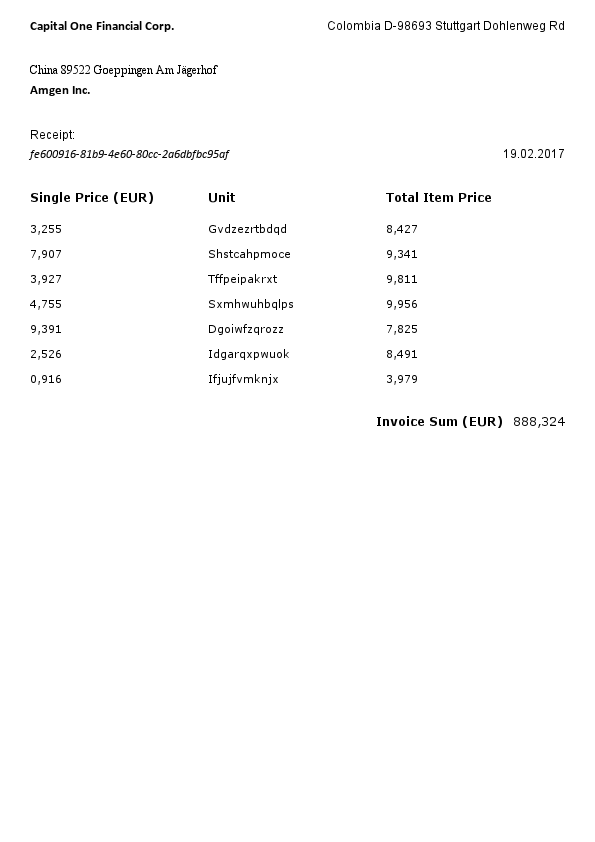 Capital One Financial Corp. Colombia D-98693 Stuttgart Dohlenweg Rd
China 89522 Goeppingen Am Jägerhof
Amgen Inc.
Receipt:
fe600916-81b9-4e60-80cc-2a6dbfbc95af 19.02.2017
Single Price (EUR) Unit Total Item Price
3,255 Gvdzezrtbdqd 8,427
7,907 Shstcahpmoce 9,341
3,927 Tffpeipakrxt 9,811
4,755 Sxmhwuhbqlps 9,956
9,391 Dgoiwfzqrozz 7,825
2,526 Idgarqxpwuok 8,491
0,916 Ifjujfvmknjx 3,979
Invoice Sum (EUR) 888,324